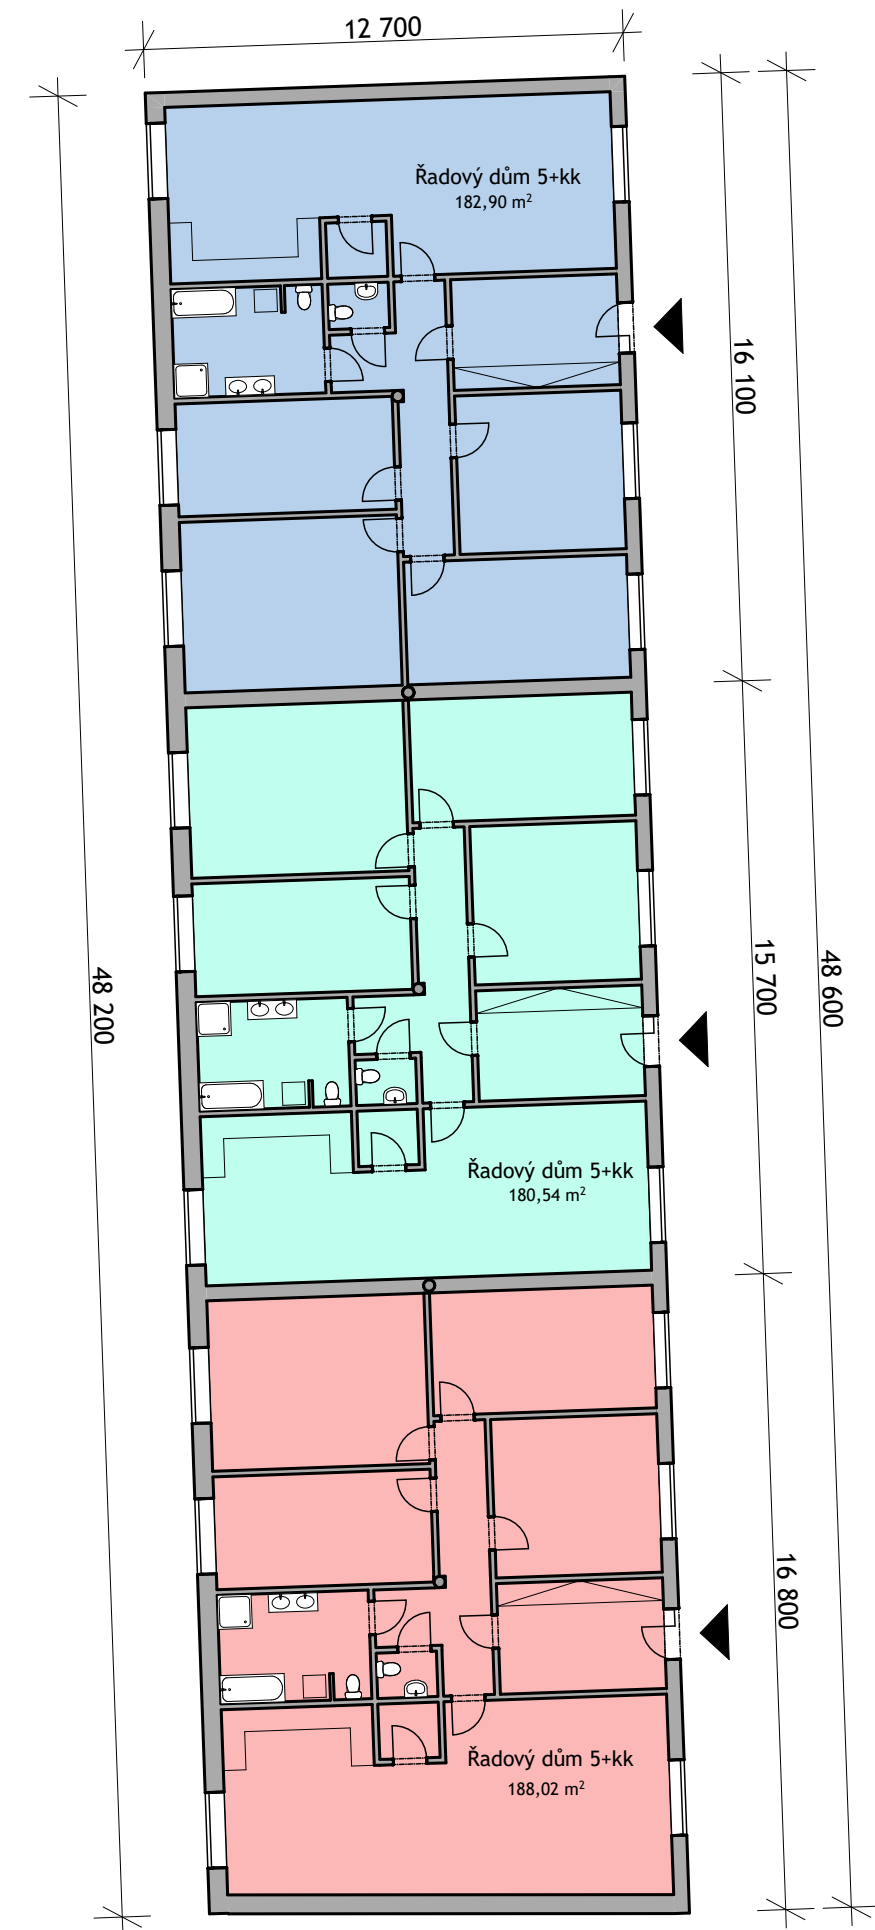 12 700
Řadový dům 5+kk
182,90 m²
16 100
48 200
15 700
48 600
Řadový dům 5+kk
180,54 m²
16 800
Řadový dům 5+kk
188,02 m²